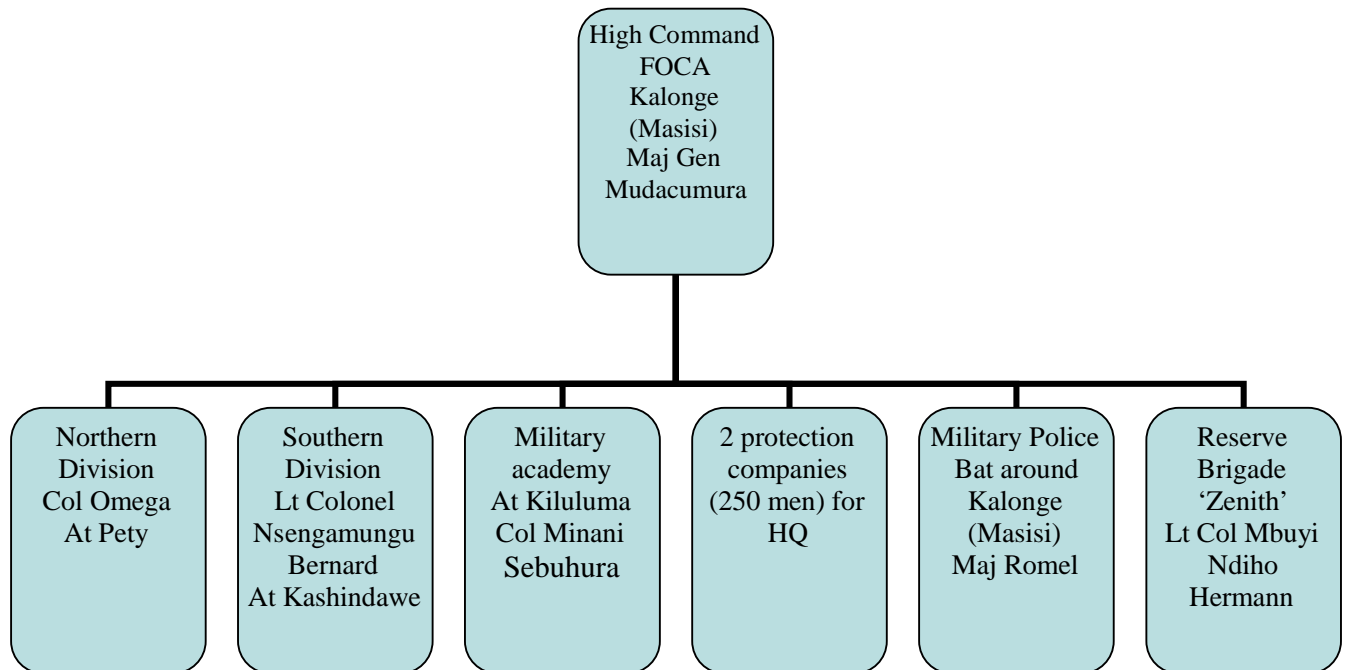 High Command
FOCA
Kalonge
(Masisi)
Maj Gen
Mudacumura
Northern
Division
Col Omega
At Pety
Southern
Division
Lt Colonel
Nsengamungu
Bernard
At Kashindawe
Military
academy
At Kiluluma
Col Minani
Sebuhura
2 protection
companies
(250 men) for
HQ
Military Police
Bat around
Kalonge
(Masisi)
Maj Romel
Reserve
Brigade
‘Zenith’
Lt Col Mbuyi
Ndiho
Hermann